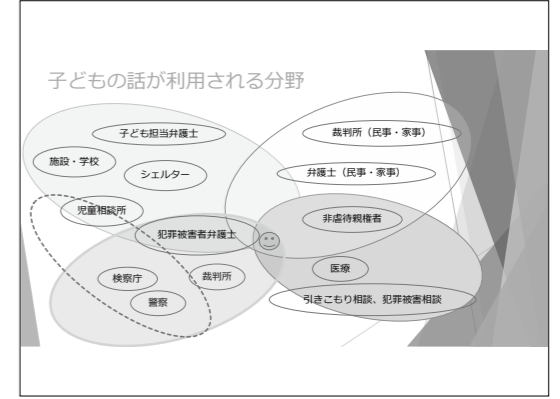 子どもの話が利用される分野
子ども担当弁護士
裁判所（民事・家事）
施設・学校
シェルター
弁護士（民事・家事）
児童相談所
非虐待親権者
犯罪被害者弁護士
検察庁
裁判所
医療
警察
引きこもり相談、犯罪被害相談